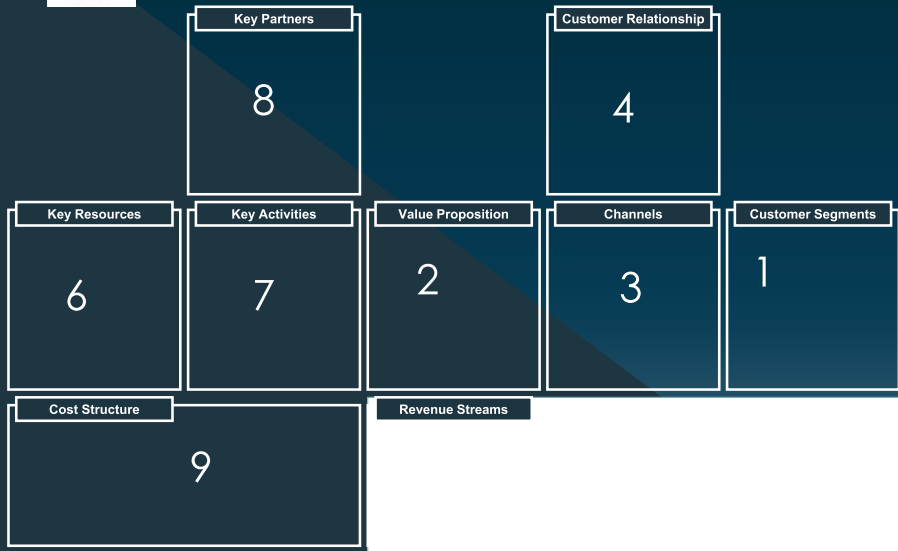 Key Partners
8
Customer Relationship
4
Key Resources
6
Key Activities
7
Value Proposition
2
Channels
3
Customer Segments
1
Cost Structure
9
Revenue Streams